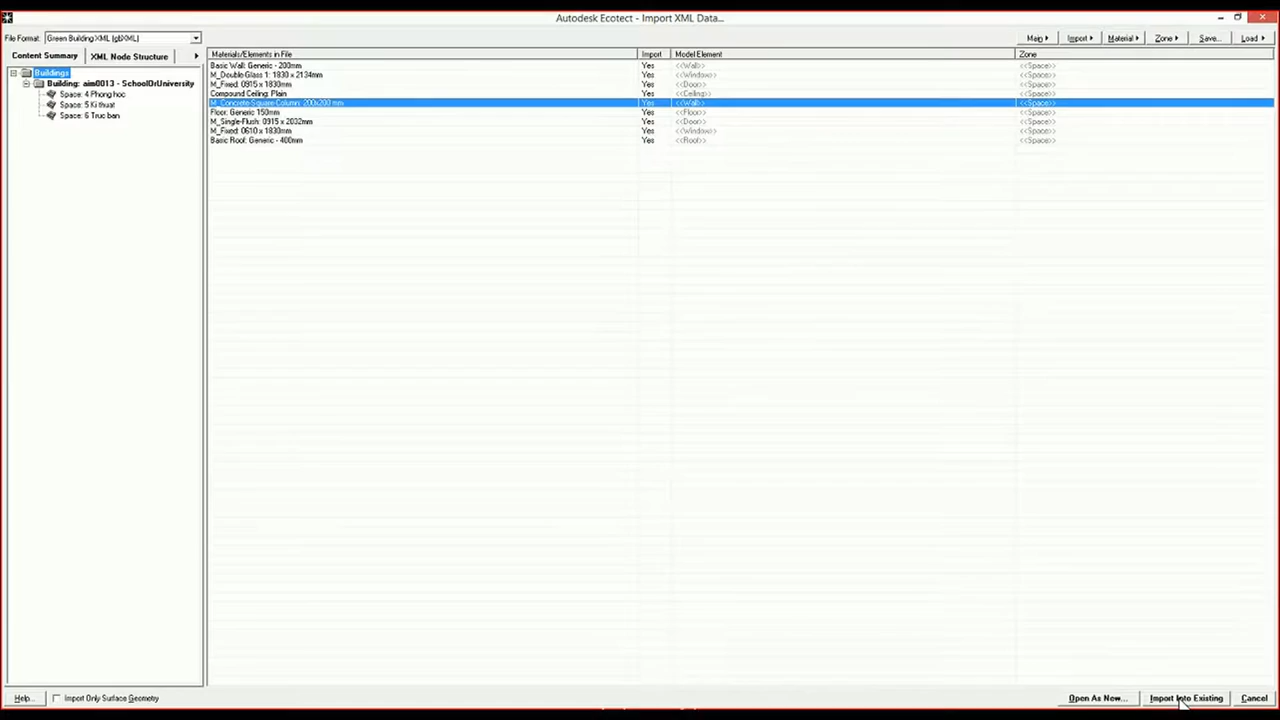 Autodesk Ecotect - Import XML Data...
File Format: Green Building XML (gbXML)
Main Import Material Zone Save... Load
Content Summary XML Node Structure
Materials/Elements in File Import Model Element Zone
Buildings
Building: aim0013 - SchoolOrUniversity
Space: 4 Phong hoc
Space: 5 Ki thuat
Space: 6 Truc ban
Basic Wall: Generic - 200mm Yes <<Wall>> <<Space>>
M_Double Glass 1: 1830 x 2134mm Yes <<Window>> <<Space>>
M_Fixed: 0915 x 1830mm Yes <<Door>> <<Space>>
Compound Ceiling: Plain Yes <<Ceiling>> <<Space>>
M_Concrete-Square-Column: 200x200 mm Yes <<Wall>> <<Space>>
Floor: Generic 150mm Yes <<Floor>> <<Space>>
M_Single-Flush: 0915 x 2032mm Yes <<Door>> <<Space>>
M_Fixed: 0610 x 1830mm Yes <<Window>> <<Space>>
Basic Roof: Generic - 400mm Yes <<Roof>> <<Space>>
Help... Import Only Surface Geometry Open As New... Import Into Existing Cancel